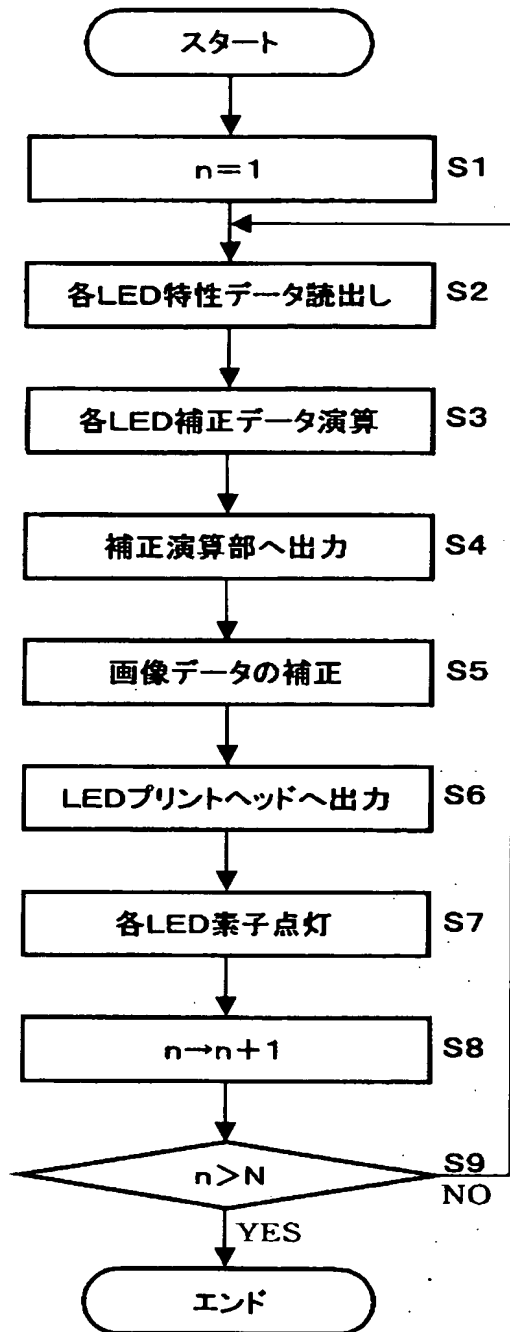 スタート
n=1 S1
各LED特性データ読出し S2
各LED補正データ演算 S3
補正演算部へ出力 S4
画像データの補正 S5
LEDプリントヘッドへ出力 S6
各LED素子点灯 S7
n→n+1 S8
n>N S9
NO
YES
エンド